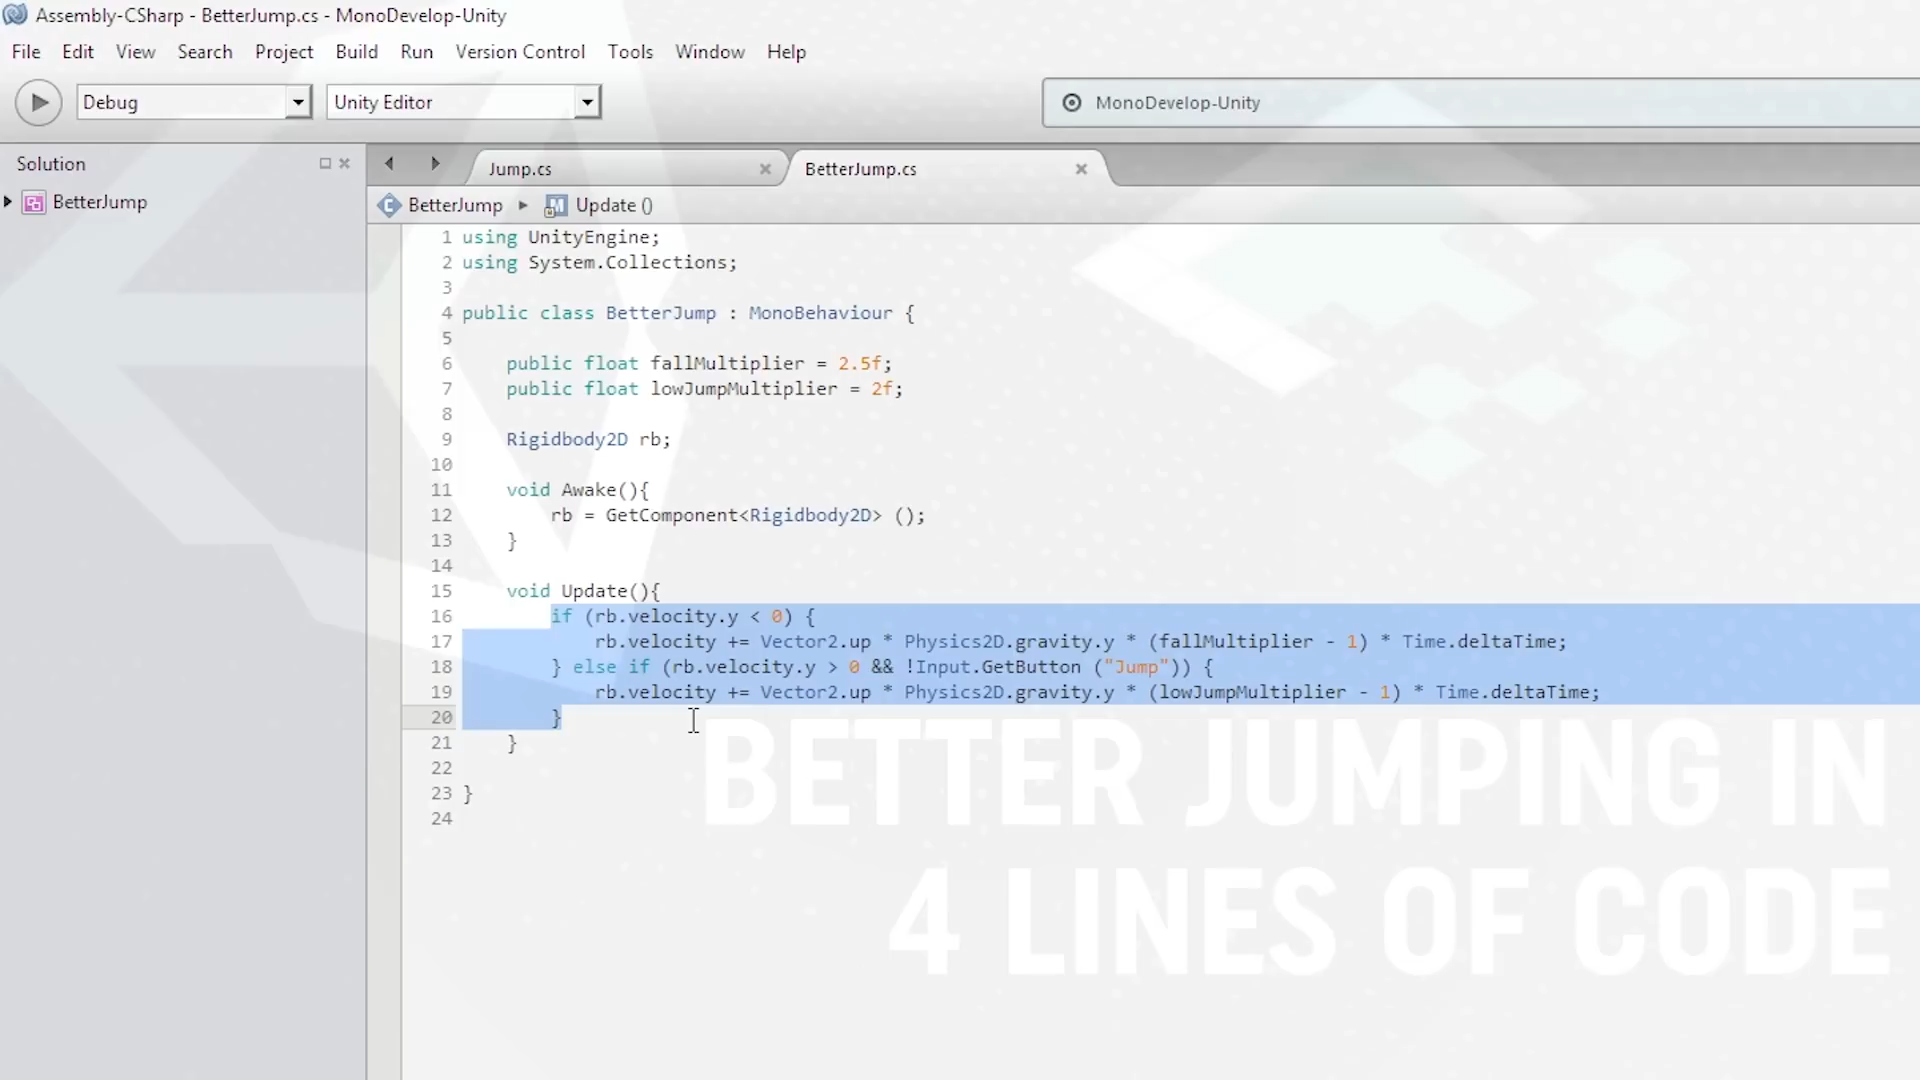 Assembly-CSharp - BetterJump.cs - MonoDevelop-Unity
File Edit View Search Project Build Run Version Control Tools Window Help
Debug Unity Editor MonoDevelop-Unity
Solution
BetterJump
Jump.cs BetterJump.cs
BetterJump Update ()
1 using UnityEngine;
2 using System.Collections;
3
4 public class BetterJump : MonoBehaviour {
5
6 public float fallMultiplier = 2.5f;
7 public float lowJumpMultiplier = 2f;
8
9 Rigidbody2D rb;
10
11 void Awake(){
12 rb = GetComponent<Rigidbody2D> ();
13 }
14
15 void Update(){
16 if (rb.velocity.y < 0) {
17 rb.velocity += Vector2.up * Physics2D.gravity.y * (fallMultiplier - 1) * Time.deltaTime;
18 } else if (rb.velocity.y > 0 && !Input.GetButton ("Jump")) {
19 rb.velocity += Vector2.up * Physics2D.gravity.y * (lowJumpMultiplier - 1) * Time.deltaTime;
20 }
21 }
22
23 }
24
BETTER JUMPING IN
4 LINES OF CODE